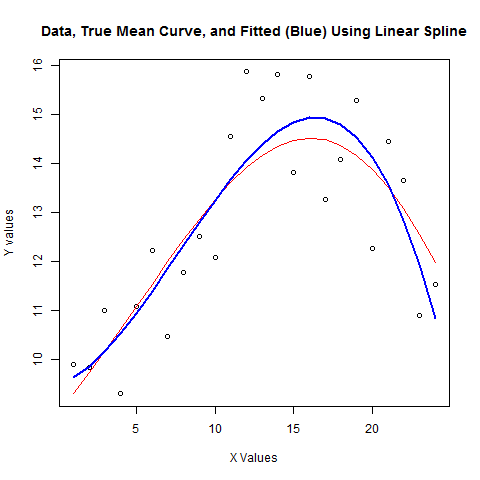 Data, True Mean Curve, and Fitted (Blue) Using Linear Spline
16
15
14
13
12
11
10
Y values
5 10 15 20
X Values